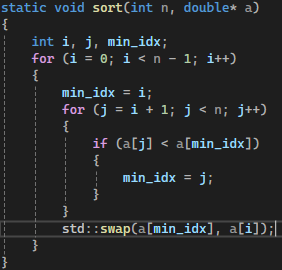 static void sort(int n, double* a)
{
    int i, j, min_idx;
    for (i = 0; i < n - 1; i++)
    {
        min_idx = i;
        for (j = i + 1; j < n; j++)
        {
            if (a[j] < a[min_idx])
            {
                min_idx = j;
            }
        }
        std::swap(a[min_idx], a[i]);
    }
}